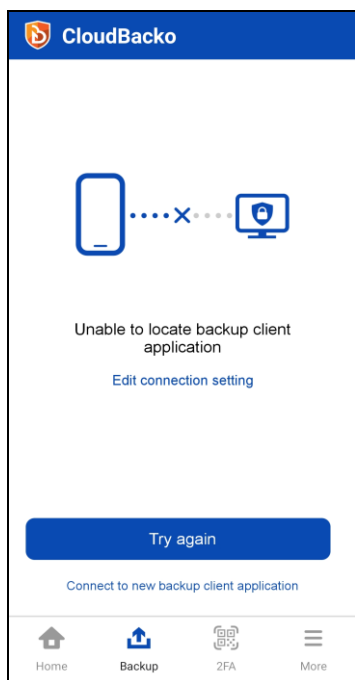 CloudBacko
Unable to locate backup client
application
Edit connection setting
Try again
Connect to new backup client application
Home
Backup
2FA
More